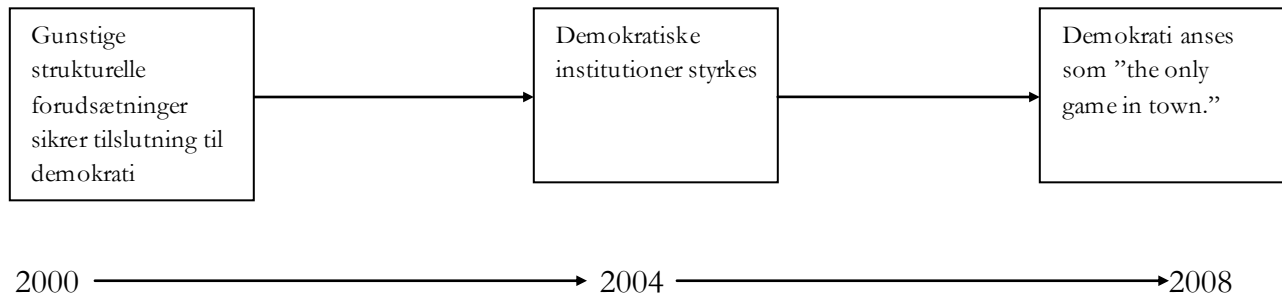 Gunstige
strukturelle
forudsætninger
sikrer tilslutning til
demokrati
Demokratiske
institutioner styrkes
Demokrati anses
som ”the only
game in town.”
2000
2004
2008